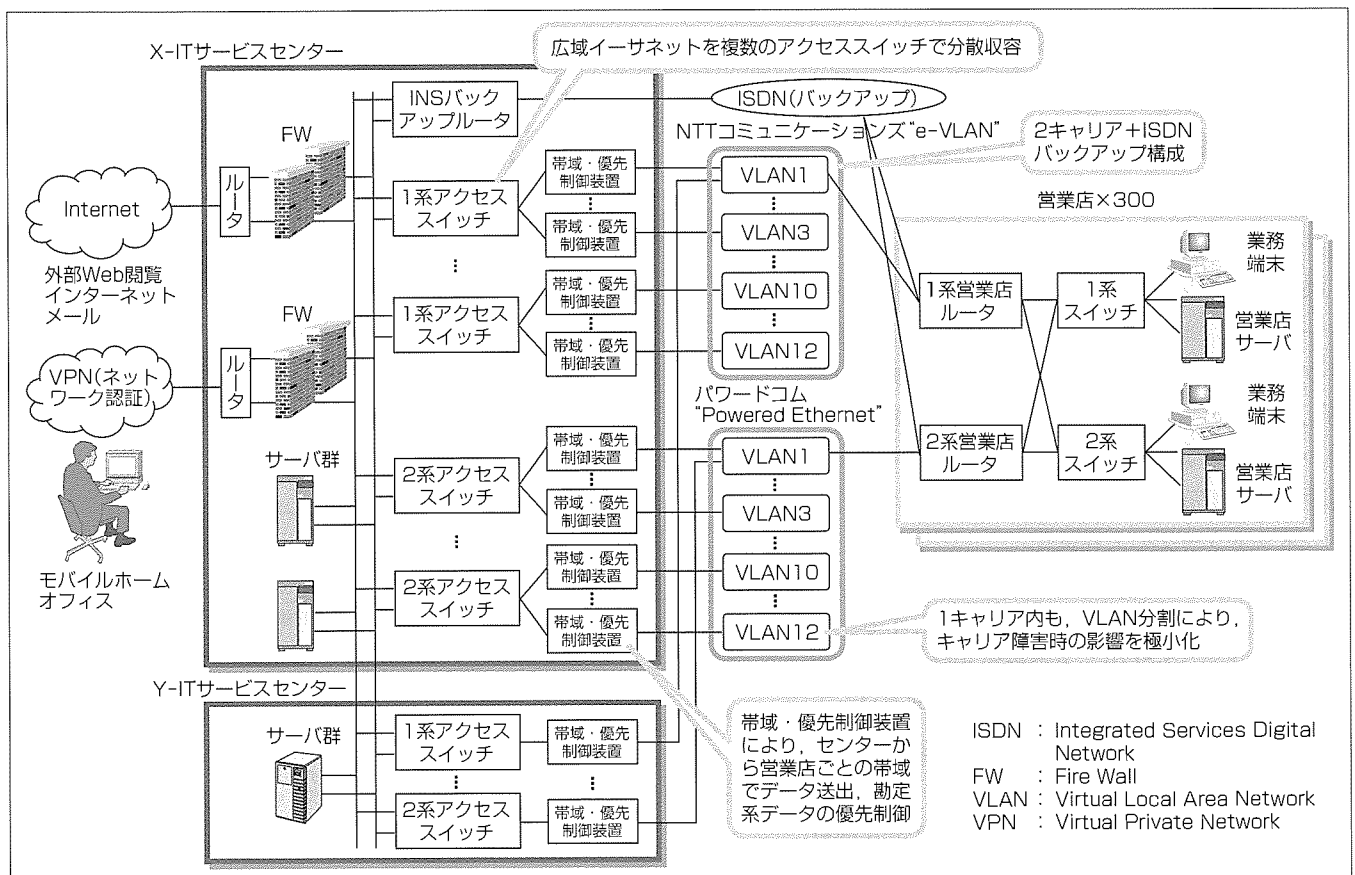 X-ITサービスセンター
広域イーサネットを複数のアクセススイッチで分散収容
INSバック
アップルータ
ISDN(バックアップ)
NTTコミュニケーションズ"e-VLAN"
2キャリア+ISDN
バックアップ構成
営業店×300
FW
ルータ
Internet
外部Web閲覧
インターネット
メール
1系アクセス
スイッチ
帯域・優先
制御装置
帯域・優先
制御装置
VLAN1
VLAN3
VLAN10
VLAN12
1系アクセス
スイッチ
帯域・優先
制御装置
帯域・優先
制御装置
FW
ルータ
VPN(ネット
ワーク認証)
モバイルホーム
オフィス
1系営業店
ルータ
1系
スイッチ
業務
端末
営業店
サーバ
2系営業店
ルータ
2系
スイッチ
業務
端末
営業店
サーバ
パワードコム
"Powered Ethernet"
VLAN1
VLAN3
VLAN10
VLAN12
サーバ群
2系アクセス
スイッチ
帯域・優先
制御装置
帯域・優先
制御装置
2系アクセス
スイッチ
帯域・優先
制御装置
帯域・優先
制御装置
1キャリア内も,VLAN分割により,
キャリア障害時の影響を極小化
Y-ITサービスセンター
サーバ群
1系アクセス
スイッチ
帯域・優先
制御装置
2系アクセス
スイッチ
帯域・優先
制御装置
帯域・優先制御装置
により,センターか
ら営業店ごとの帯域
でデータ送出,勘定
系データの優先制御
ISDN : Integrated Services Digital
Network
FW : Fire Wall
VLAN : Virtual Local Area Network
VPN : Virtual Private Network